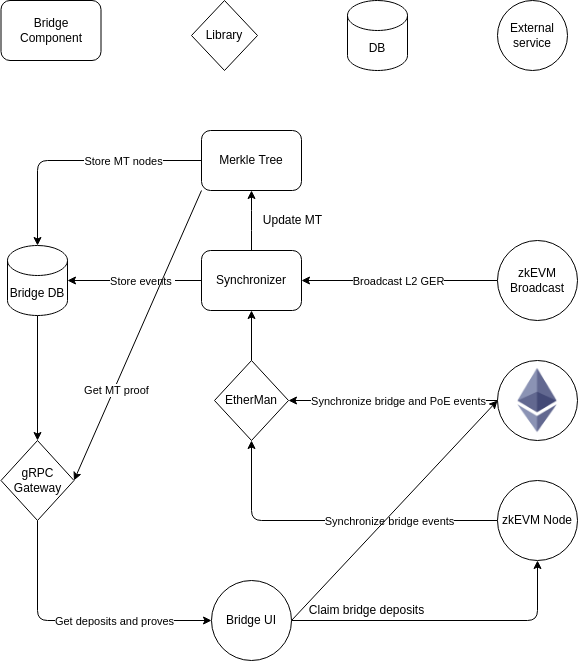 Bridge
Component
Library
DB
External
service
Merkle Tree
Store MT nodes
Update MT
Bridge DB
Store events
Synchronizer
Broadcast L2 GER
zkEVM
Broadcast
Get MT proof
EtherMan
Synchronize bridge and PoE events
gRPC
Gateway
Synchronize bridge events
zkEVM Node
Get deposits and proves
Bridge UI
Claim bridge deposits